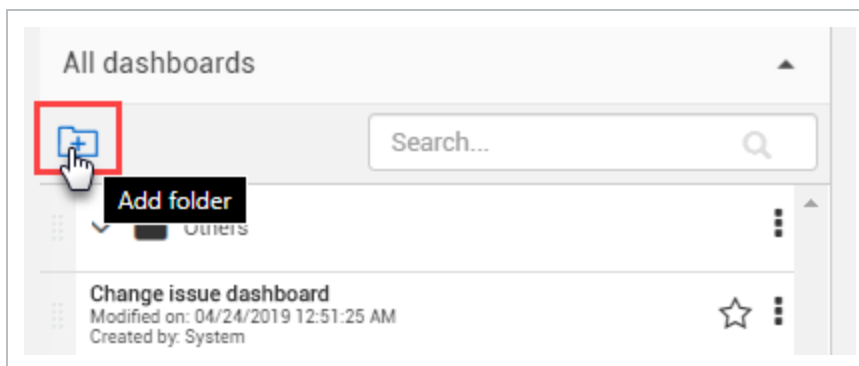 All dashboards
Search...
Add folder
Others
Change issue dashboard
Modified on: 04/24/2019 12:51:25 AM
Created by: System